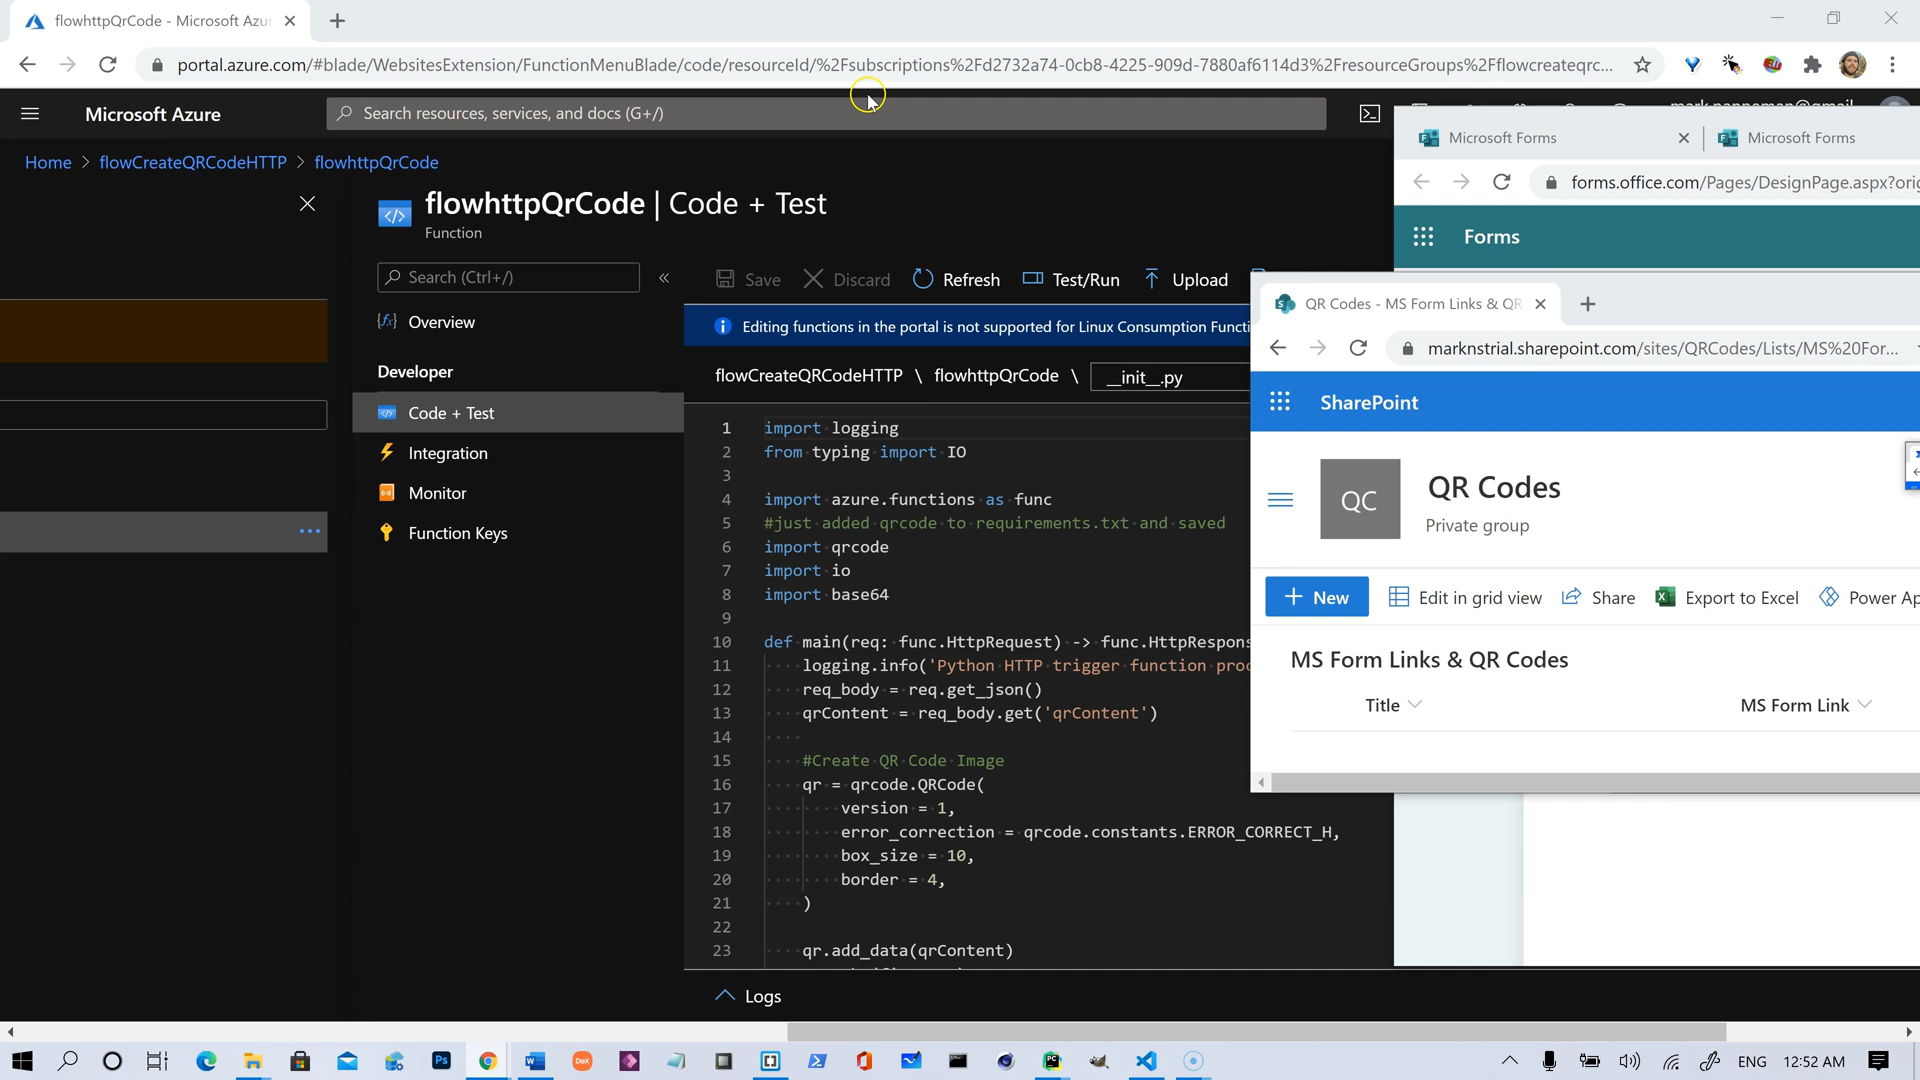 flowhttpQrCode - Microsoft Azu
portal.azure.com/#blade/WebsitesExtension/FunctionMenuBlade/code/resourceId/%2Fsubscriptions%2Fd2732a74-0cb8-4225-909d-7880af6114d3%2FresourceGroups%2Fflowcreateqrc...
Microsoft Azure
Search resources, services, and docs (G+/)
Home > flowCreateQRCodeHTTP > flowhttpQrCode
flowhttpQrCode | Code + Test
Function
Search (Ctrl+/)
«
Save
Discard
Refresh
Test/Run
Upload
Overview
Developer
Code + Test
Integration
Monitor
Function Keys
Editing functions in the portal is not supported for Linux Consumption Functi
flowCreateQRCodeHTTP \ flowhttpQrCode \ __init__.py
1 import logging
2 from typing import IO
3
4 import azure.functions as func
5 #just added qrcode to requirements.txt and saved
6 import qrcode
7 import io
8 import base64
9
10 def main(req: func.HttpRequest) -> func.HttpRespons
11 logging.info('Python HTTP trigger function proc
12 req_body = req.get_json()
13 qrContent = req_body.get('qrContent')
14
15 #Create QR Code Image
16 qr = qrcode.QRCode(
17 version = 1,
18 error_correction = qrcode.constants.ERROR_CORRECT_H,
19 box_size = 10,
20 border = 4,
21 )
22
23 qr.add_data(qrContent)
Logs
Microsoft Forms
Microsoft Forms
forms.office.com/Pages/DesignPage.aspx?orig
Forms
QR Codes - MS Form Links & QR
marknstrial.sharepoint.com/sites/QRCodes/Lists/MS%20For...
SharePoint
QC
QR Codes
Private group
New
Edit in grid view
Share
Export to Excel
Power Ap
MS Form Links & QR Codes
Title
MS Form Link
Ps
DeX
ENG
12:52 AM